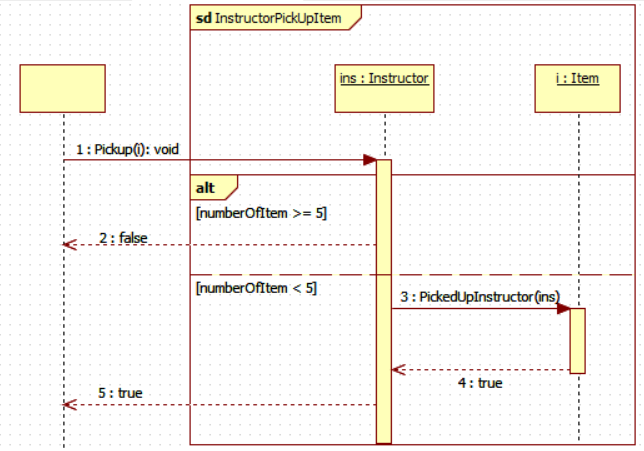 sd InstructorPickUpItem
ins : Instructor
i : Item
1 : Pickup(i): void
alt
[numberOfItem >= 5]
2 : false
[numberOfItem < 5]
3 : PickedUpInstructor(ins)
4 : true
5 : true